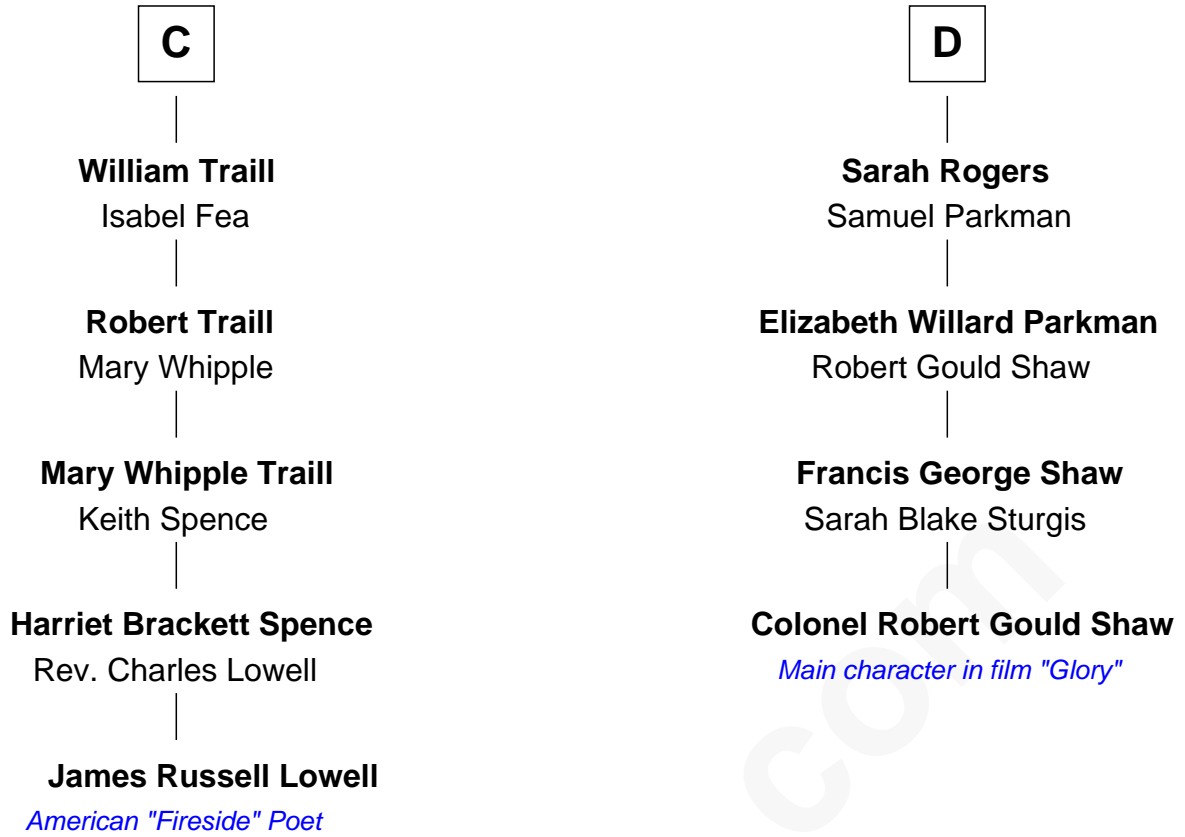 C
William Traill
Isabel Fea
Robert Traill
Mary Whipple
Mary Whipple Traill
Keith Spence
Harriet Brackett Spence
Rev. Charles Lowell
James Russell Lowell
American "Fireside" Poet
D
Sarah Rogers
Samuel Parkman
Elizabeth Willard Parkman
Robert Gould Shaw
Francis George Shaw
Sarah Blake Sturgis
Colonel Robert Gould Shaw
Main character in film "Glory"
com